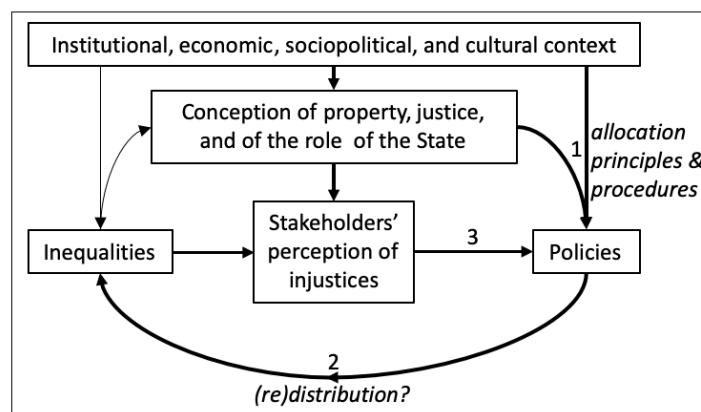 Institutional, economic, sociopolitical, and cultural context
Conception of property, justice,
and of the role of the State
1
allocation
principles &
procedures
Inequalities
Stakeholders’
perception of
injustices
3
Policies
2
(re)distribution?